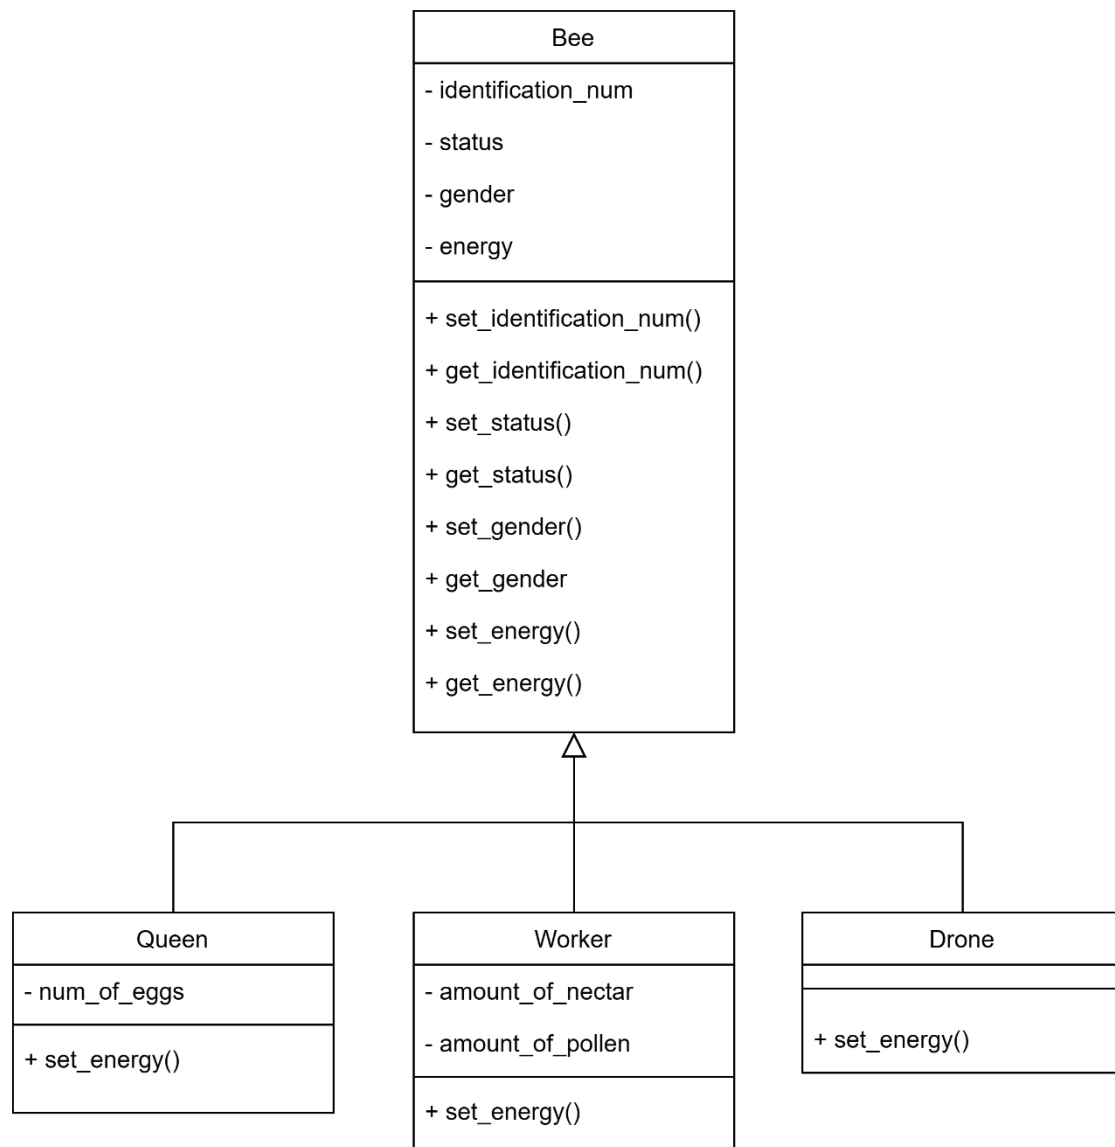 Bee
- identification_num
- status
- gender
- energy
+ set_identification_num()
+ get_identification_num()
+ set_status()
+ get_status()
+ set_gender()
+ get_gender
+ set_energy()
+ get_energy()
Queen
- num_of_eggs
+ set_energy()
Worker
- amount_of_nectar
- amount_of_pollen
+ set_energy()
Drone
+ set_energy()